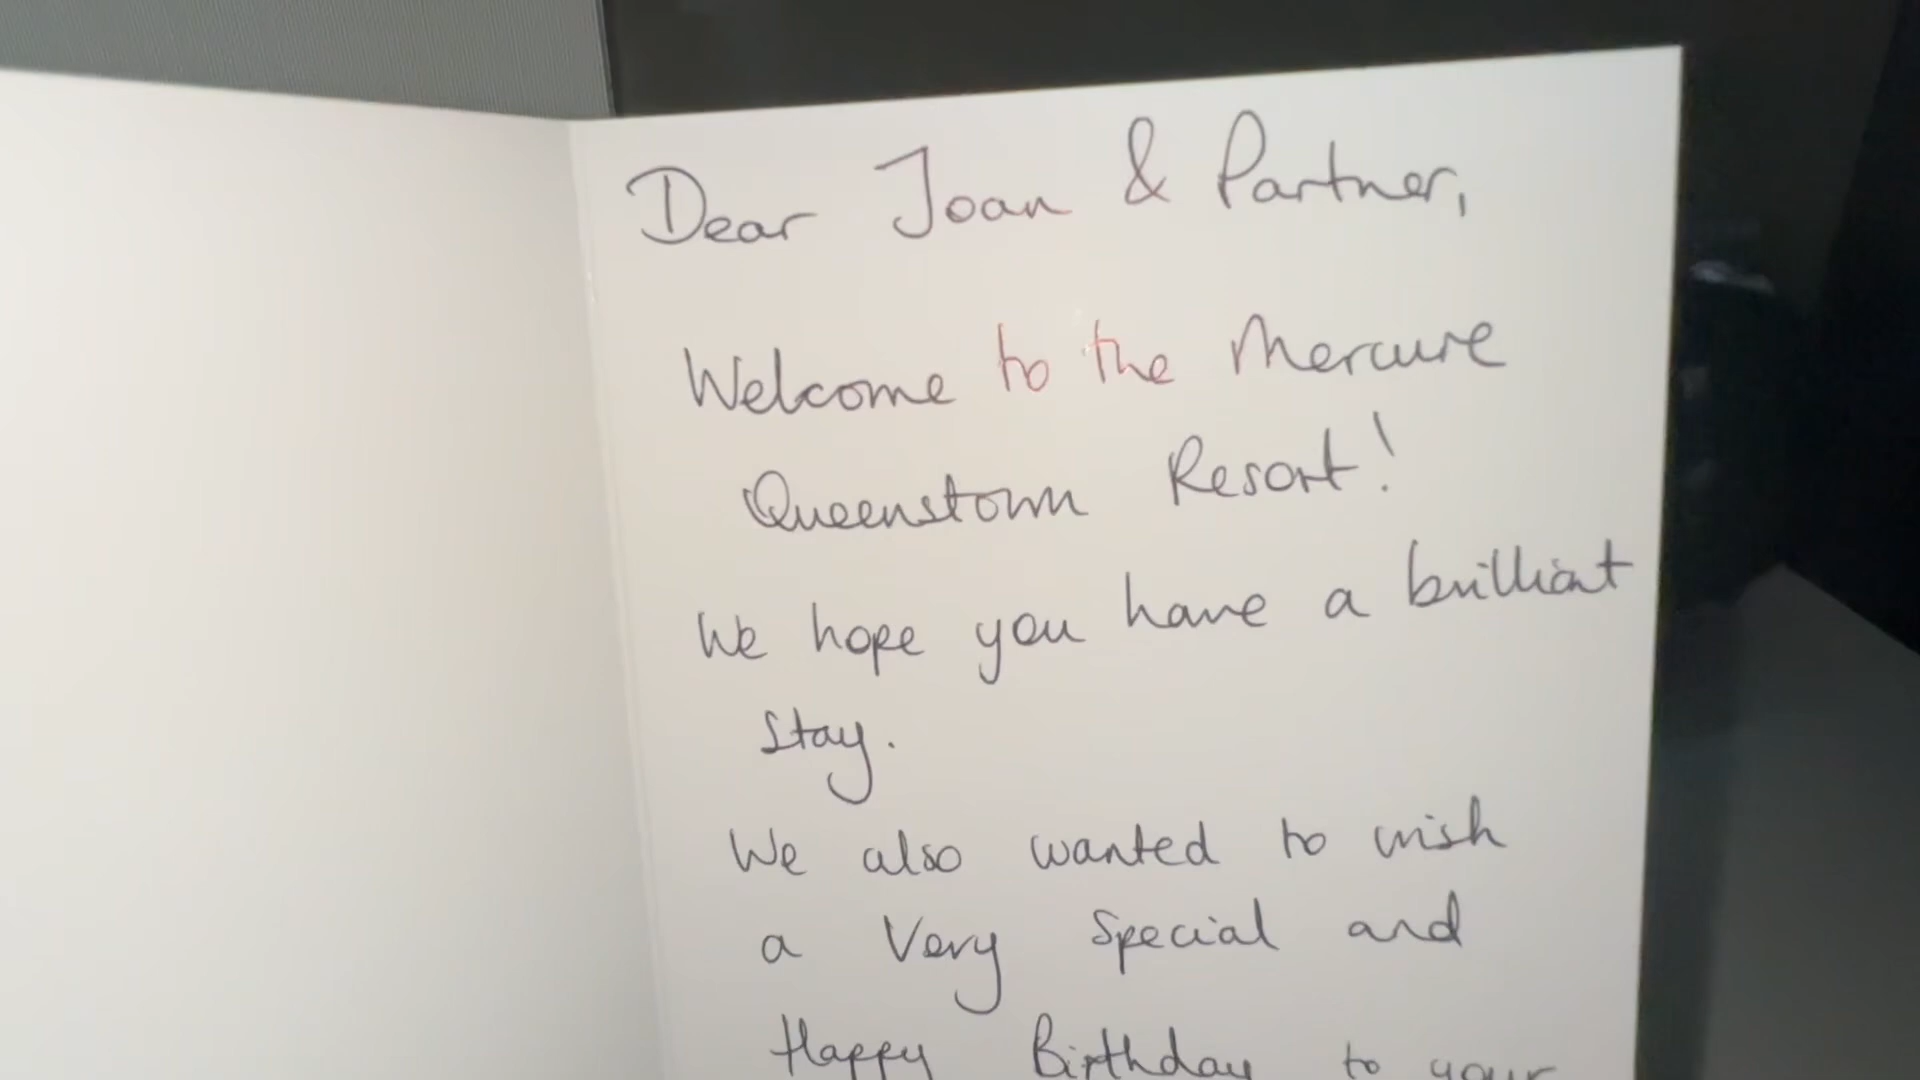 Dear Joan & Partner,
Welcome to the Mercure
Queenstown Resort!
We hope you have a brilliant
stay.
We also wanted to wish
a Very Special and
Happy Birthday to your